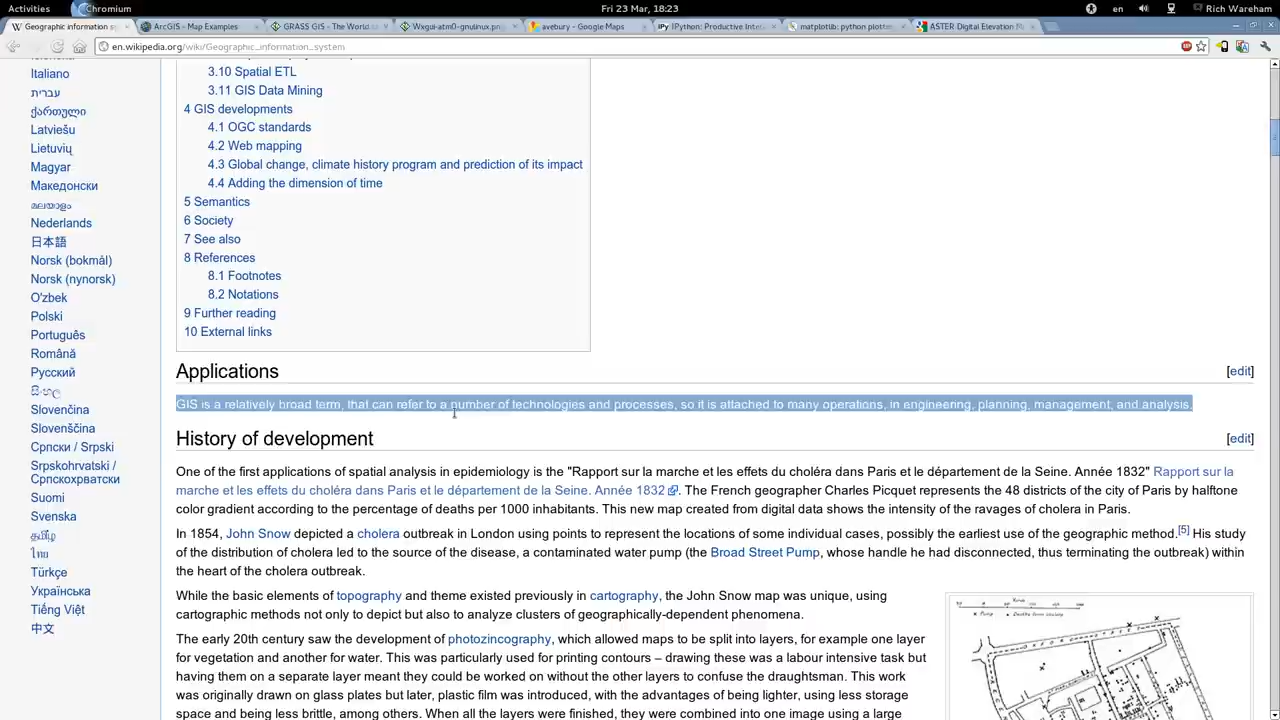 Activities
Chromium
Fri 23 Mar, 18:23
en
Rich Wareham
Geographic information sy
ArcGIS - Map Examples
GRASS GIS - The World
Wxgui-atm0-gnulinux.png
avebury - Google Maps
IPython: Productive Inte
matplotlib: python plottin
ASTER Digital Elevation M
en.wikipedia.org/wiki/Geographic_information_system
Italiano
עברית
ქართული
Latviešu
Lietuvių
Magyar
Македонски
മലയാളം
Nederlands
日本語
Norsk (bokmål)
Norsk (nynorsk)
O'zbek
Polski
Português
Română
Русский
සිංහල
Slovenčina
Slovenščina
Српски / Srpski
Srpskohrvatski /
Српскохрватски
Suomi
Svenska
தமிழ்
ไทย
Türkçe
Українська
Tiếng Việt
中文
3.10 Spatial ETL
3.11 GIS Data Mining
4 GIS developments
4.1 OGC standards
4.2 Web mapping
4.3 Global change, climate history program and prediction of its impact
4.4 Adding the dimension of time
5 Semantics
6 Society
7 See also
8 References
8.1 Footnotes
8.2 Notations
9 Further reading
10 External links
Applications
[edit]
GIS is a relatively broad term, that can refer to a number of technologies and processes, so it is attached to many operations, in engineering, planning, management, and analysis.
History of development
[edit]
One of the first applications of spatial analysis in epidemiology is the "Rapport sur la marche et les effets du choléra dans Paris et le département de la Seine. Année 1832" Rapport sur la
marche et les effets du choléra dans Paris et le département de la Seine. Année 1832. The French geographer Charles Picquet represents the 48 districts of the city of Paris by halftone
color gradient according to the percentage of deaths per 1000 inhabitants. This new map created from digital data shows the intensity of the ravages of cholera in Paris.
In 1854, John Snow depicted a cholera outbreak in London using points to represent the locations of some individual cases, possibly the earliest use of the geographic method.[5] His study
of the distribution of cholera led to the source of the disease, a contaminated water pump (the Broad Street Pump, whose handle he had disconnected, thus terminating the outbreak) within
the heart of the cholera outbreak.
While the basic elements of topography and theme existed previously in cartography, the John Snow map was unique, using
cartographic methods not only to depict but also to analyze clusters of geographically-dependent phenomena.
The early 20th century saw the development of photozincography, which allowed maps to be split into layers, for example one layer
for vegetation and another for water. This was particularly used for printing contours – drawing these was a labour intensive task but
having them on a separate layer meant they could be worked on without the other layers to confuse the draughtsman. This work
was originally drawn on glass plates but later, plastic film was introduced, with the advantages of being lighter, using less storage
space and being less brittle, among others. When all the layers were finished, they were combined into one image using a large